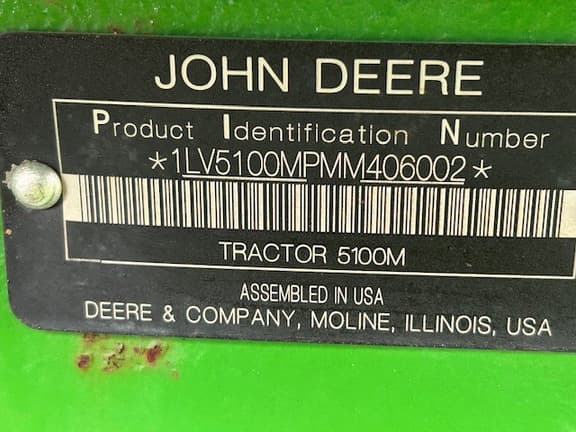 JOHN DEERE
Product Identification Number
*1LV5100MPMM406002*
TRACTOR 5100M
ASSEMBLED IN USA
DEERE & COMPANY, MOLINE, ILLINOIS, USA